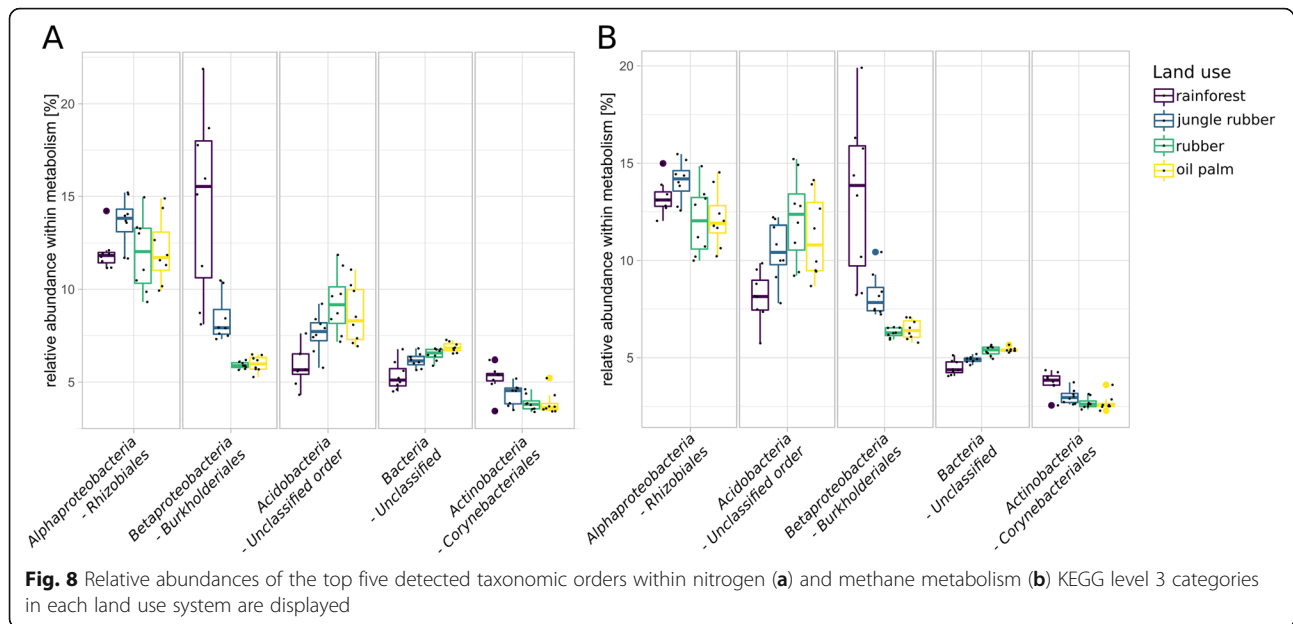 A
B
relative abundance within metabolism [%]
20
15
10
5
Alphaproteobacteria
- Rhizobiales
Betaproteobacteria
- Burkholderiales
Acidobacteria
- Unclassified order
Bacteria
- Unclassified
Actinobacteria
- Corynebacteriales
relative abundance within metabolism [%]
20
15
10
5
Alphaproteobacteria
- Rhizobiales
Acidobacteria
- Unclassified order
Betaproteobacteria
- Burkholderiales
Bacteria
- Unclassified
Actinobacteria
- Corynebacteriales
Land use
rainforest
jungle rubber
rubber
oil palm
Fig. 8 Relative abundances of the top five detected taxonomic orders within nitrogen (a) and methane metabolism (b) KEGG level 3 categories
in each land use system are displayed